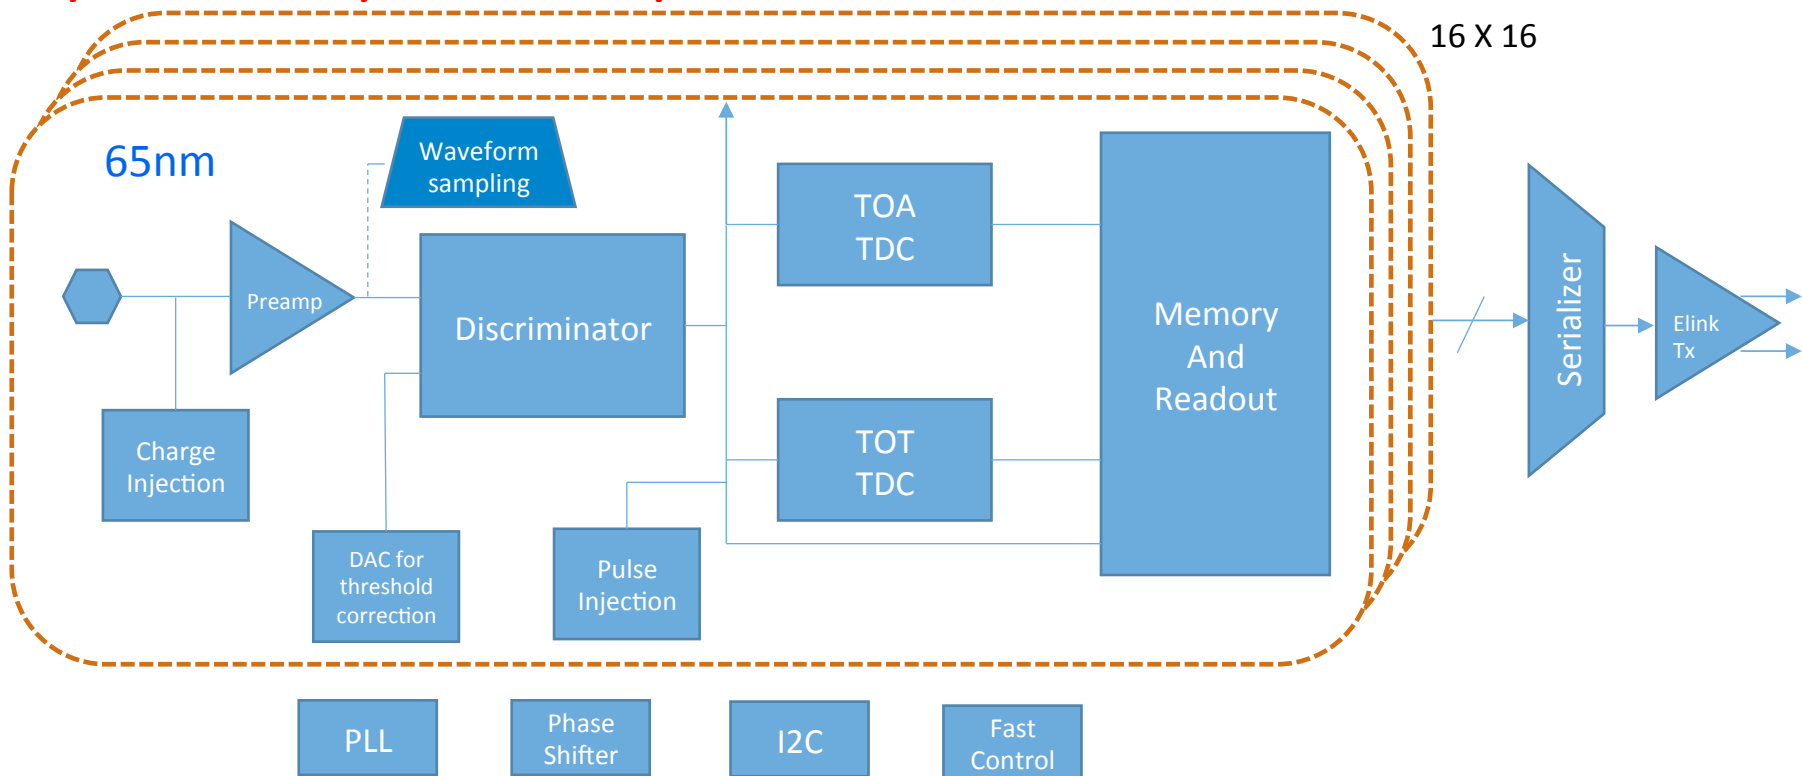 16 X 16
65nm
Waveform
sampling
TOA
TDC
Preamp
Discriminator
Memory
And
Readout
Serializer
Elink
Tx
Charge
Injection
TOT
TDC
DAC for
threshold
correction
Pulse
Injection
PLL
Phase
Shifter
I2C
Fast
Control